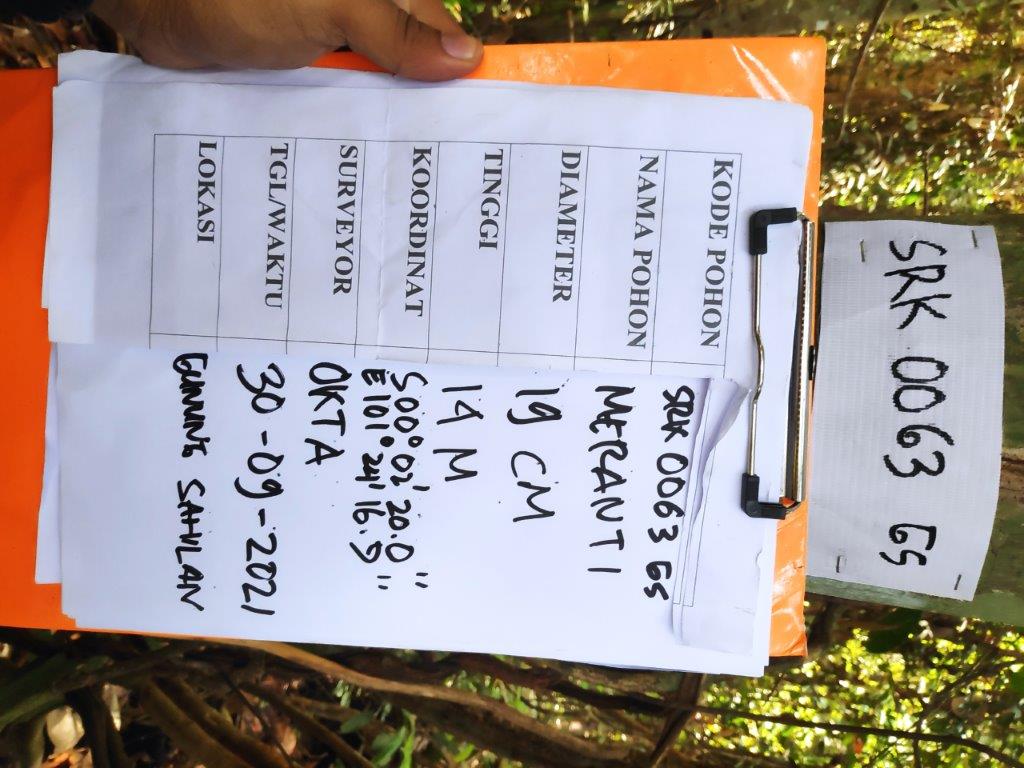 SRK 0063 GS
KODE POHON SRK 0063 GS
NAMA POHON MERANTI
DIAMETER 19 CM
TINGGI 14 M
KOORDINAT S00° 02' 20.0"
E101° 24' 16.9"
SURVEYOR OKTA
TGL/WAKTU 30-09-2021
LOKASI GUNUNG SAHILAN